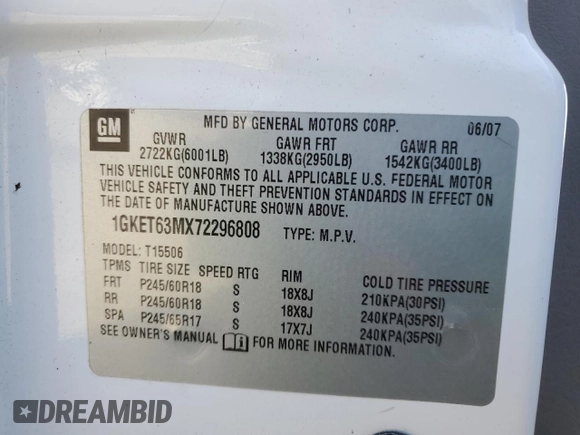 GM
MFD BY GENERAL MOTORS CORP. 06/07
GVWR GAWR FRT GAWR RR
2722KG(6001LB) 1338KG(2950LB) 1542KG(3400LB)
THIS VEHICLE CONFORMS TO ALL APPLICABLE U.S. FEDERAL MOTOR
VEHICLE SAFETY AND THEFT PREVENTION STANDARDS IN EFFECT ON
THE DATE OF MANUFACTURE SHOWN ABOVE.
1GKET63MX72296808 TYPE: M.P.V.
MODEL: T15506
TPMS TIRE SIZE SPEED RTG RIM COLD TIRE PRESSURE
FRT P245/60R18 S 18X8J 210KPA(30PSI)
RR P245/60R18 S 18X8J 240KPA(35PSI)
SPA P245/65R17 S 17X7J 240KPA(35PSI)
SEE OWNER'S MANUAL FOR MORE INFORMATION.
DREAMBID